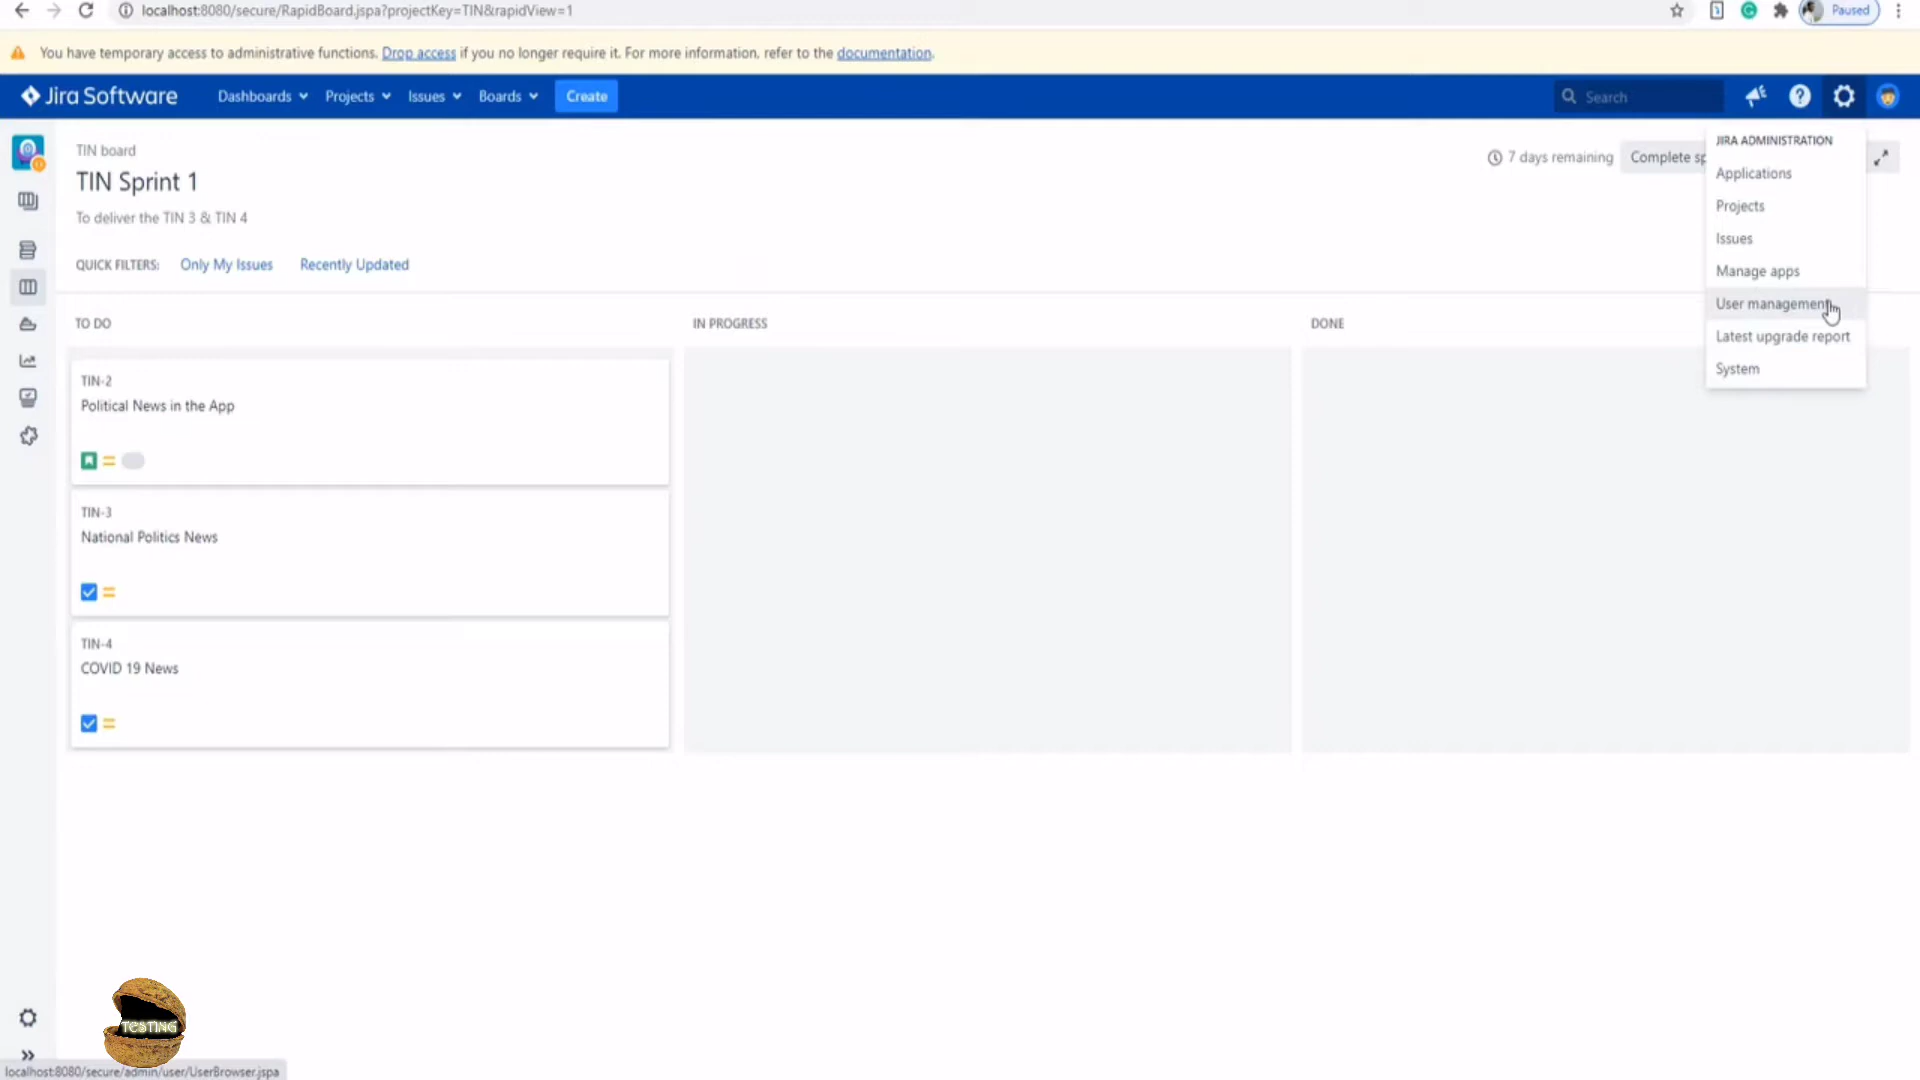 localhost:8080/secure/RapidBoard.jspa?projectKey=TIN&rapidView=1
Paused
You have temporary access to administrative functions. Drop access if you no longer require it. For more information, refer to the documentation.
Jira Software
Dashboards
Projects
Issues
Boards
Create
Search
TIN board
TIN Sprint 1
To deliver the TIN 3 & TIN 4
7 days remaining
Complete sp
QUICK FILTERS:
Only My Issues
Recently Updated
JIRA ADMINISTRATION
Applications
Projects
Issues
Manage apps
User management
Latest upgrade report
System
TO DO
IN PROGRESS
DONE
TIN-2
Political News in the App
TIN-3
National Politics News
TIN-4
COVID 19 News
TESTING
localhost:8080/secure/admin/user/UserBrowser.jspa